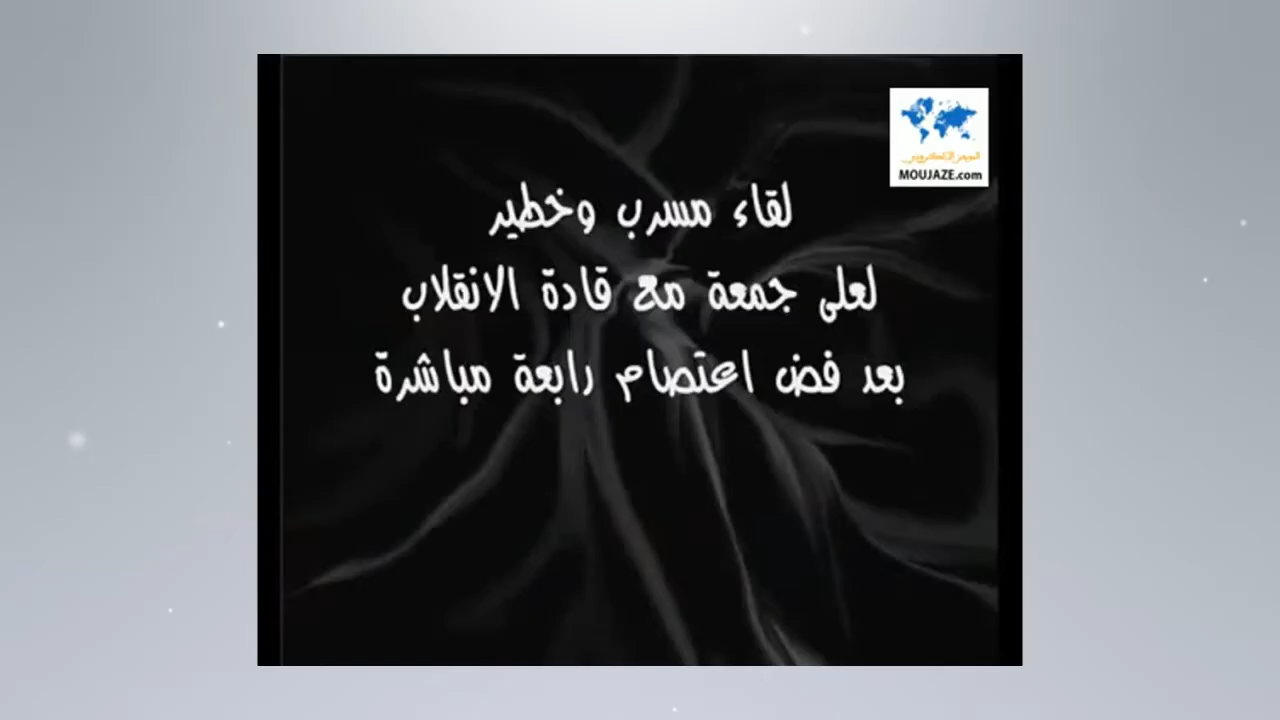 MOUJAZE.com
لقاء مسرب وخطير
لعلى جمعة مع قادة الانقلاب
بعد فض اعتصام رابعة مباشرة